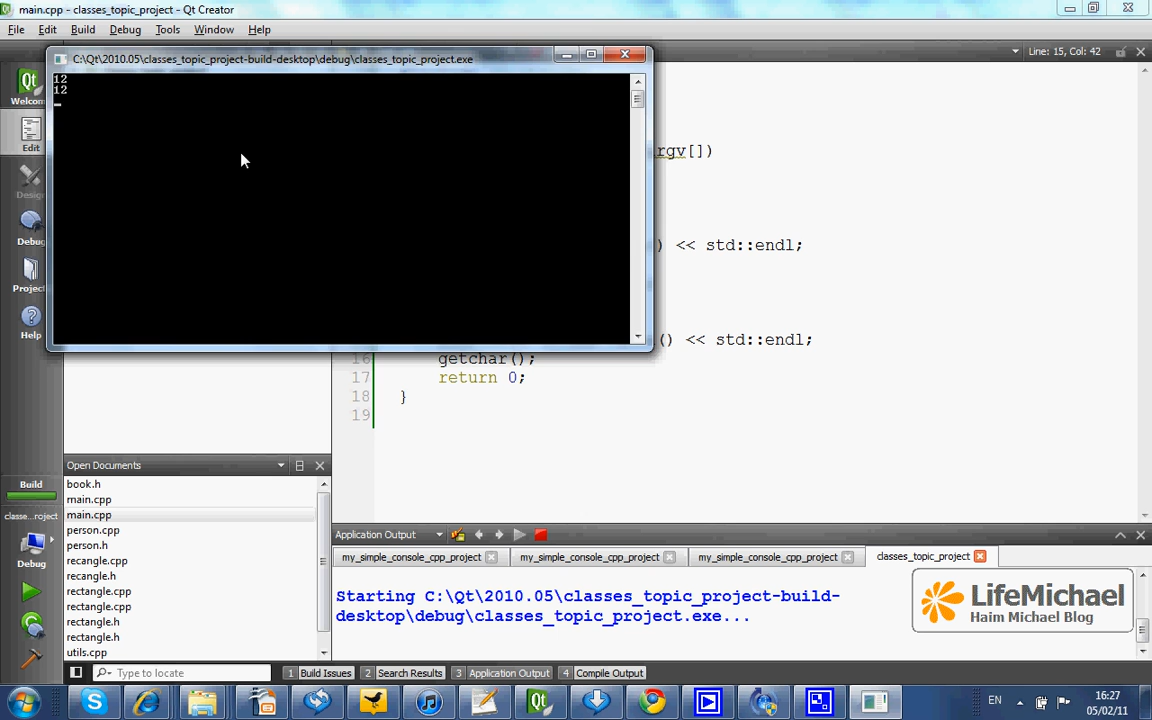 main.cpp - classes_topic_project - Qt Creator
File Edit Build Debug Tools Window Help
Line: 15, Col: 42
C:\Qt\2010.05\classes_topic_project-build-desktop\debug\classes_topic_project.exe
12
12
Welcom
Edit
Design
Debug
Project
Help
rgv[])
) << std::endl;
() << std::endl;
16 getchar();
17 return 0;
18 }
19
Open Documents
book.h
main.cpp
main.cpp
person.cpp
person.h
recangle.cpp
recangle.h
rectangle.cpp
rectangle.cpp
rectangle.h
rectangle.h
utils.cpp
Build
classe...roject
Debug
Application Output
my_simple_console_cpp_project my_simple_console_cpp_project my_simple_console_cpp_project classes_topic_project
Starting C:\Qt\2010.05\classes_topic_project-build-
desktop\debug\classes_topic_project.exe...
LifeMichael
Haim Michael Blog
Type to locate 1 Build Issues 2 Search Results 3 Application Output 4 Compile Output
EN 16:27
05/02/11